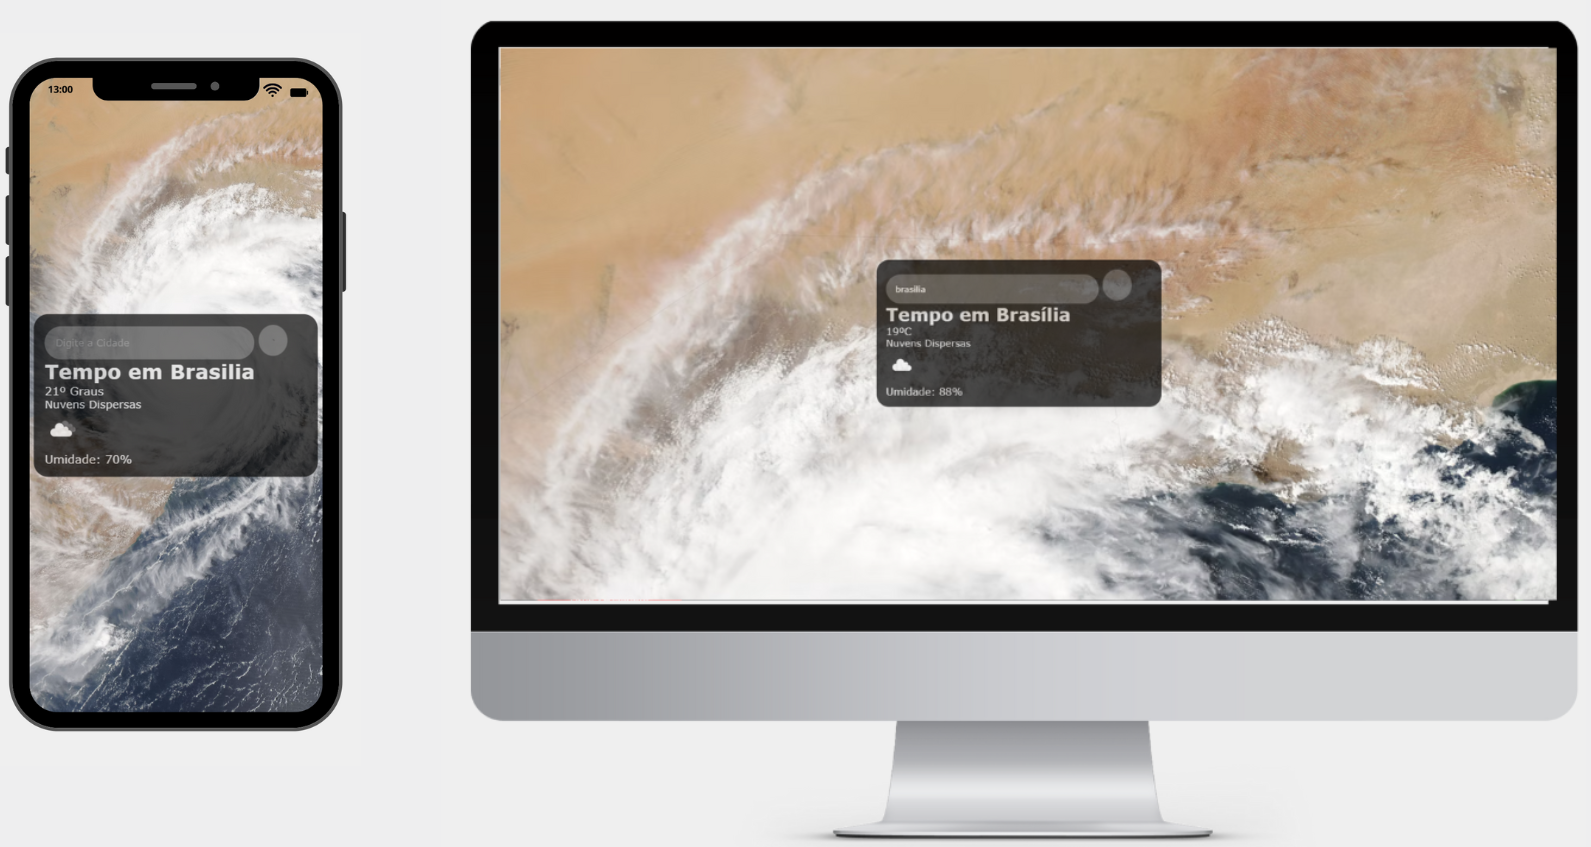 13:00
Digite a Cidade
Tempo em Brasilia
21º Graus
Nuvens Dispersas
Umidade: 70%
brasilia
Tempo em Brasília
19ºC
Nuvens Dispersas
Umidade: 88%